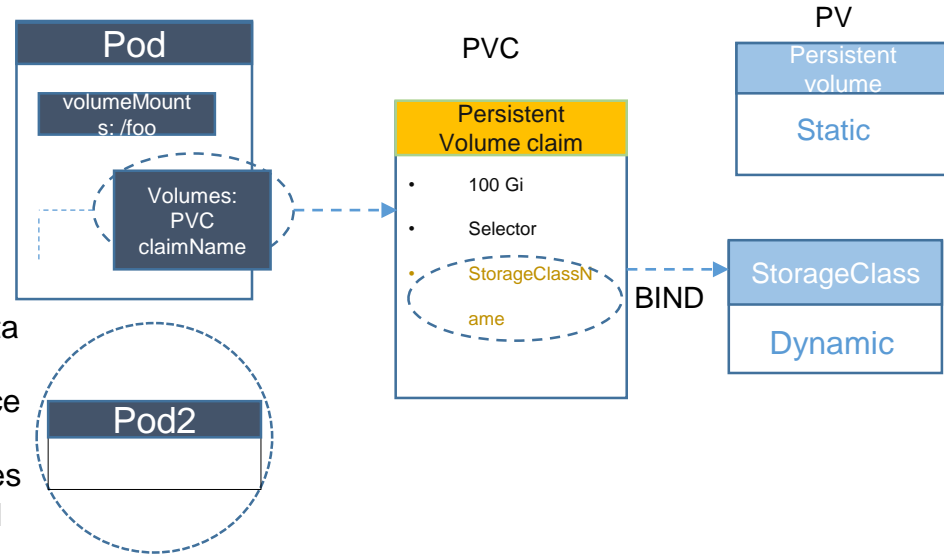 Pod
volumeMount
s: /foo
Volumes:
PVC
claimName
PVC
Persistent
Volume claim
• 100 Gi
• Selector
• StorageClassN
ame
BIND
PV
Persistent
volume
Static
StorageClass
Dynamic
ta
ce
es
Pod2